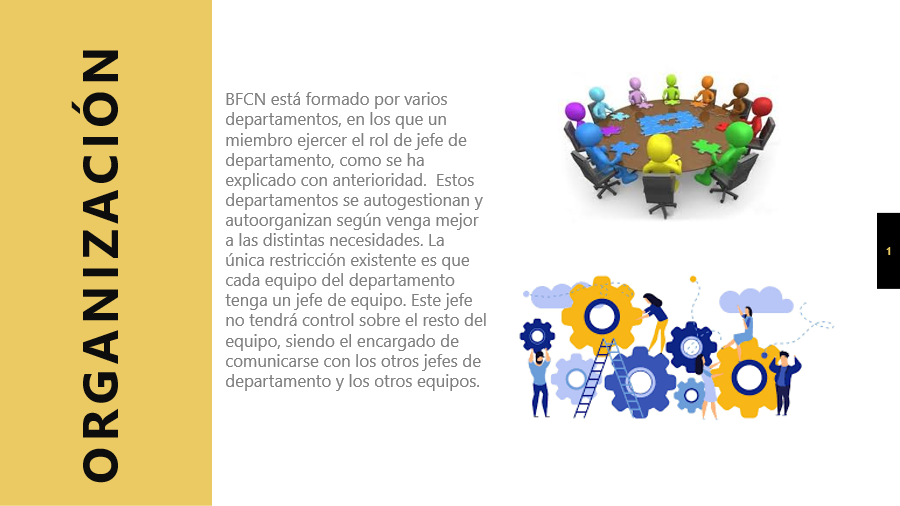 ORGANIZACIÓN
BFCN está formado por varios
departamentos, en los que un
miembro ejercer el rol de jefe de
departamento, como se ha
explicado con anterioridad.  Estos
departamentos se autogestionan y
autoorganizan según venga mejor
a las distintas necesidades. La
única restricción existente es que
cada equipo del departamento
tenga un jefe de equipo. Este jefe
no tendrá control sobre el resto del
equipo, siendo el encargado de
comunicarse con los otros jefes de
departamento y los otros equipos.
1